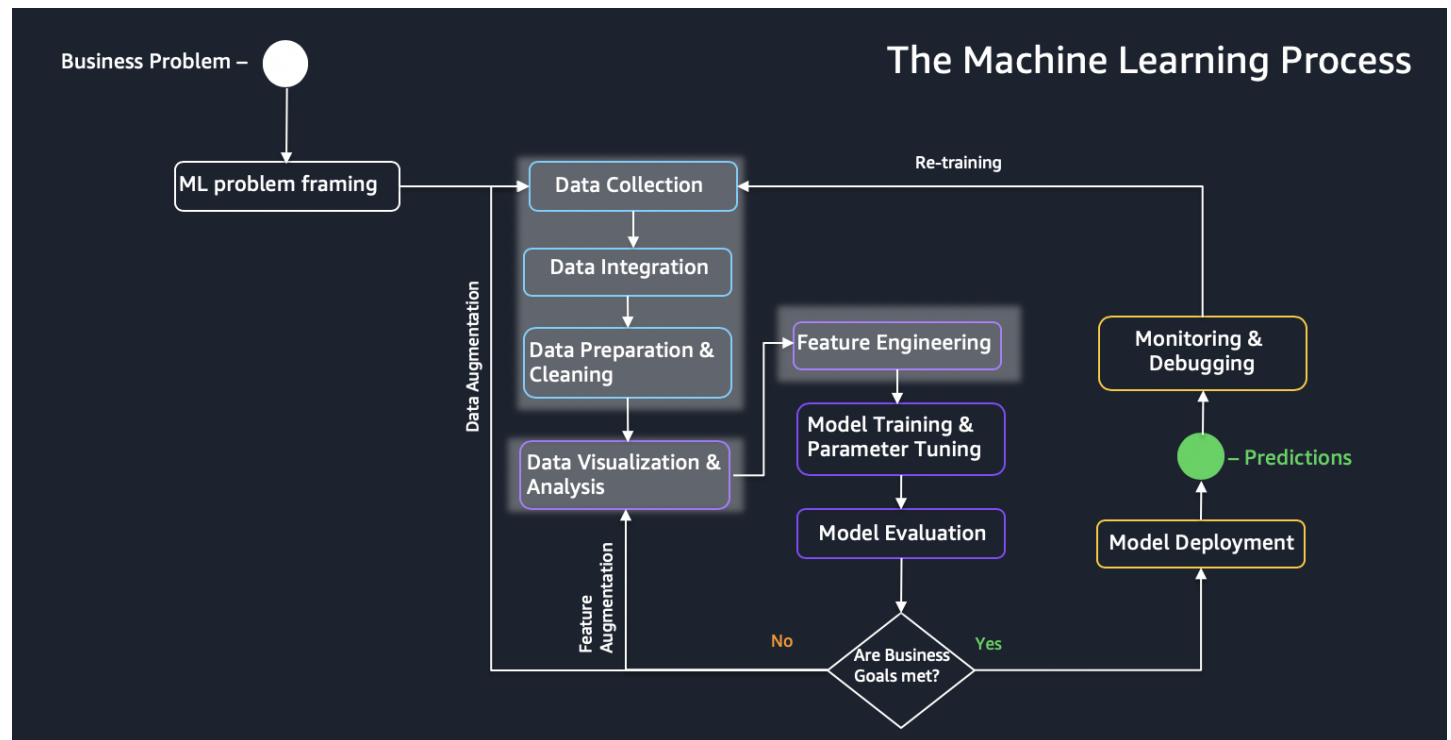 Business Problem –
The Machine Learning Process
ML problem framing
Data Collection
Re-training
Data Integration
Data Augmentation
Data Preparation &
Cleaning
Feature Engineering
Monitoring &
Debugging
Data Visualization &
Analysis
Model Training &
Parameter Tuning
– Predictions
Model Evaluation
Model Deployment
Feature
Augmentation
No
Are Business
Goals met?
Yes